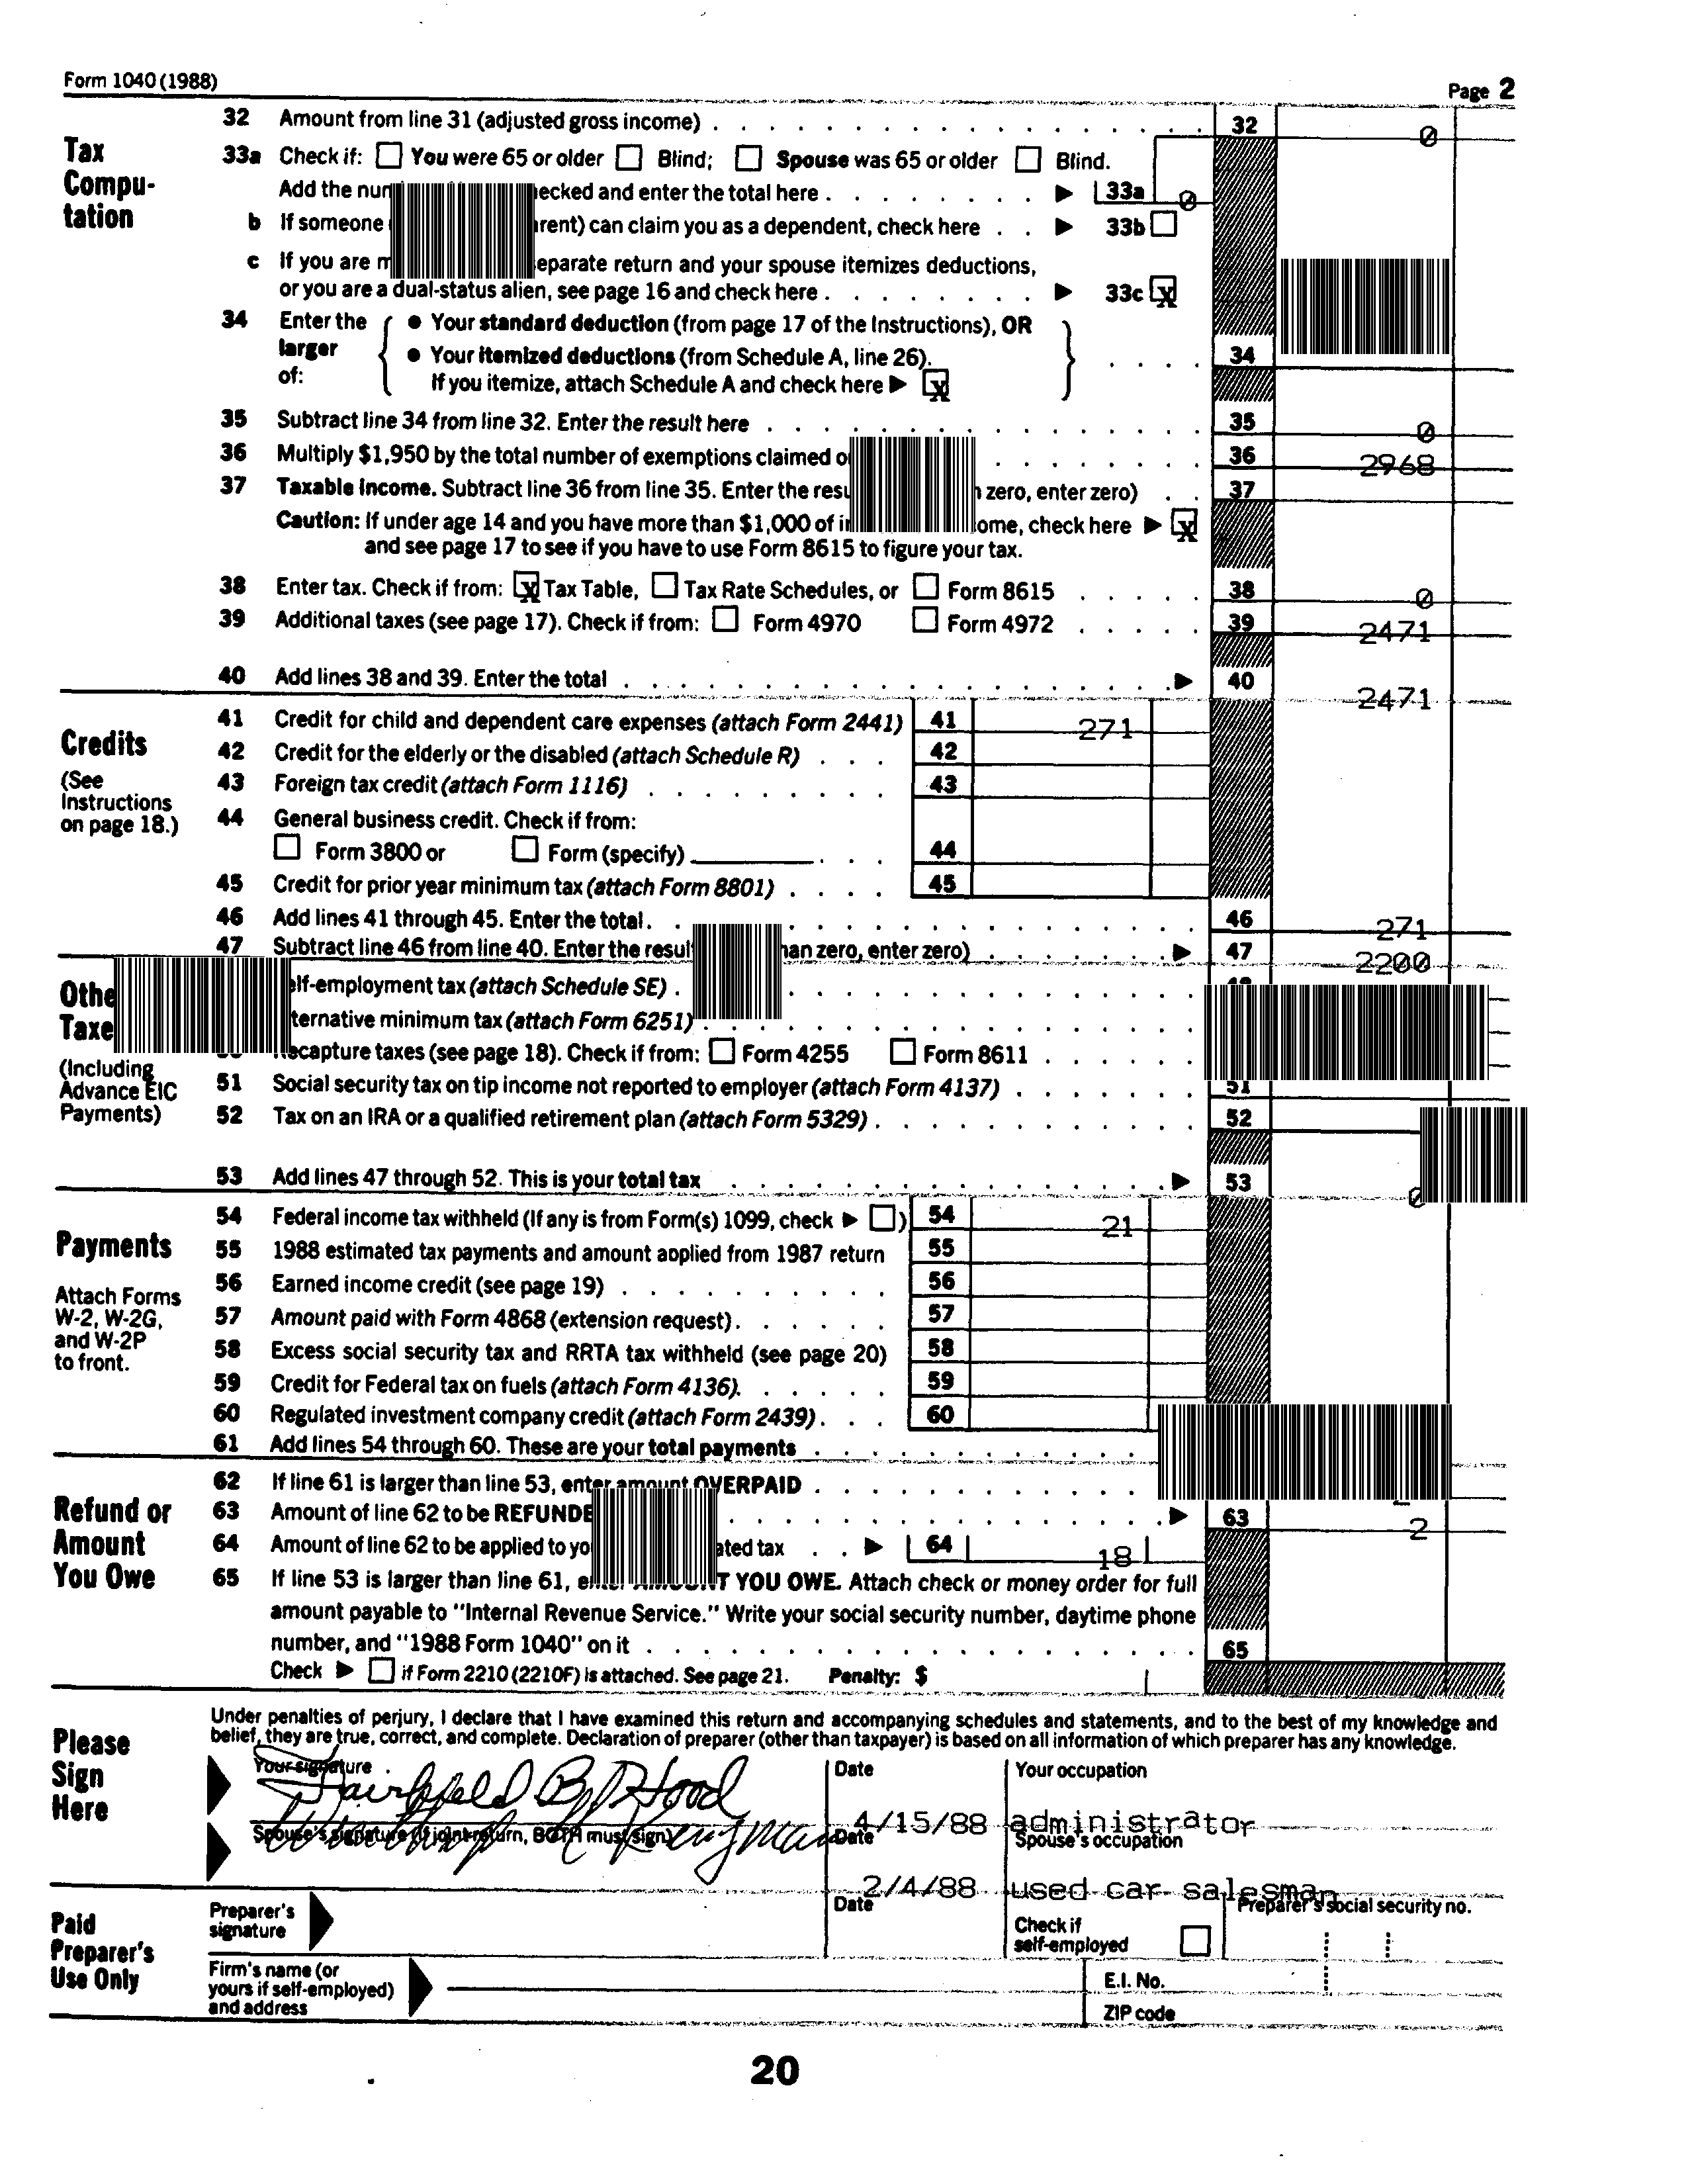 Form 1040 (1988) Page 2
Tax Compu-tation
32 Amount from line 31 (adjusted gross income) 32 0
33a Check if: You were 65 or older Blind; Spouse was 65 or older Blind.
Add the ecked and enter the total here 33a 0
b If someone rent) can claim you as a dependent, check here 33b
c If you are eparate return and your spouse itemizes deductions,
or you are a dual-status alien, see page 16 and check here 33c X
34 Enter the larger of: • Your standard deduction (from page 17 of the Instructions), OR
• Your itemized deductions (from Schedule A, line 26). 34
If you itemize, attach Schedule A and check here X
35 Subtract line 34 from line 32. Enter the result here 35 0
36 Multiply $1,950 by the total number of exemptions claimed 36 2968
37 Taxable income. Subtract line 36 from line 35. Enter the zero, enter zero) 37
Caution: If under age 14 and you have more than $1,000 of ome, check here X
and see page 17 to see if you have to use Form 8615 to figure your tax.
38 Enter tax. Check if from: X Tax Table, Tax Rate Schedules, or Form 8615 38 0
39 Additional taxes (see page 17). Check if from: Form 4970 Form 4972 39 2471
40 Add lines 38 and 39. Enter the total 40 2471
Credits
(See Instructions on page 18.)
41 Credit for child and dependent care expenses (attach Form 2441) 41 271
42 Credit for the elderly or the disabled (attach Schedule R) 42
43 Foreign tax credit (attach Form 1116) 43
44 General business credit. Check if from:
Form 3800 or Form (specify) 44
45 Credit for prior year minimum tax (attach Form 8801) 45
46 Add lines 41 through 45. Enter the total. 46 271
47 Subtract line 46 from line 40. Enter the zero, enter zero) 47 2200
Othe Taxe
(Including Advance EIC Payments)
lf-employment tax (attach Schedule SE)
ternative minimum tax (attach Form 6251)
ecapture taxes (see page 18). Check if from: Form 4255 Form 8611
51 Social security tax on tip income not reported to employer (attach Form 4137) 51
52 Tax on an IRA or a qualified retirement plan (attach Form 5329) 52
53 Add lines 47 through 52. This is your total tax 53 0
Payments
Attach Forms W-2, W-2G, and W-2P to front.
54 Federal income tax withheld (If any is from Form(s) 1099, check ) 54 21
55 1988 estimated tax payments and amount applied from 1987 return 55
56 Earned income credit (see page 19) 56
57 Amount paid with Form 4868 (extension request) 57
58 Excess social security tax and RRTA tax withheld (see page 20) 58
59 Credit for Federal tax on fuels (attach Form 4136). 59
60 Regulated investment company credit (attach Form 2439) 60
61 Add lines 54 through 60. These are your total payments
Refund or Amount You Owe
62 If line 61 is larger than line 53, enter amount OVERPAID
63 Amount of line 62 to be REFUNDE 63 2
64 Amount of line 62 to be applied to yo ated tax 64 18
65 If line 53 is larger than line 61, YOU OWE. Attach check or money order for full
amount payable to "Internal Revenue Service." Write your social security number, daytime phone
number, and "1988 Form 1040" on it 65
Check if Form 2210 (2210F) is attached. See page 21. Penalty: $
Please Sign Here
Under penalties of perjury, I declare that I have examined this return and accompanying schedules and statements, and to the best of my knowledge and
belief, they are true, correct, and complete. Declaration of preparer (other than taxpayer) is based on all information of which preparer has any knowledge.
Your signature Date Your occupation
Fairfield B Hood 4/15/88 administrator
Spouse's signature (if joint return, BOTH must sign) Date Spouse's occupation
2/4/88 used car salesman
Paid Preparer's Use Only
Preparer's signature Date Check if self-employed Preparer's social security no.
Firm's name (or yours if self-employed) and address E.I. No.
ZIP code
20